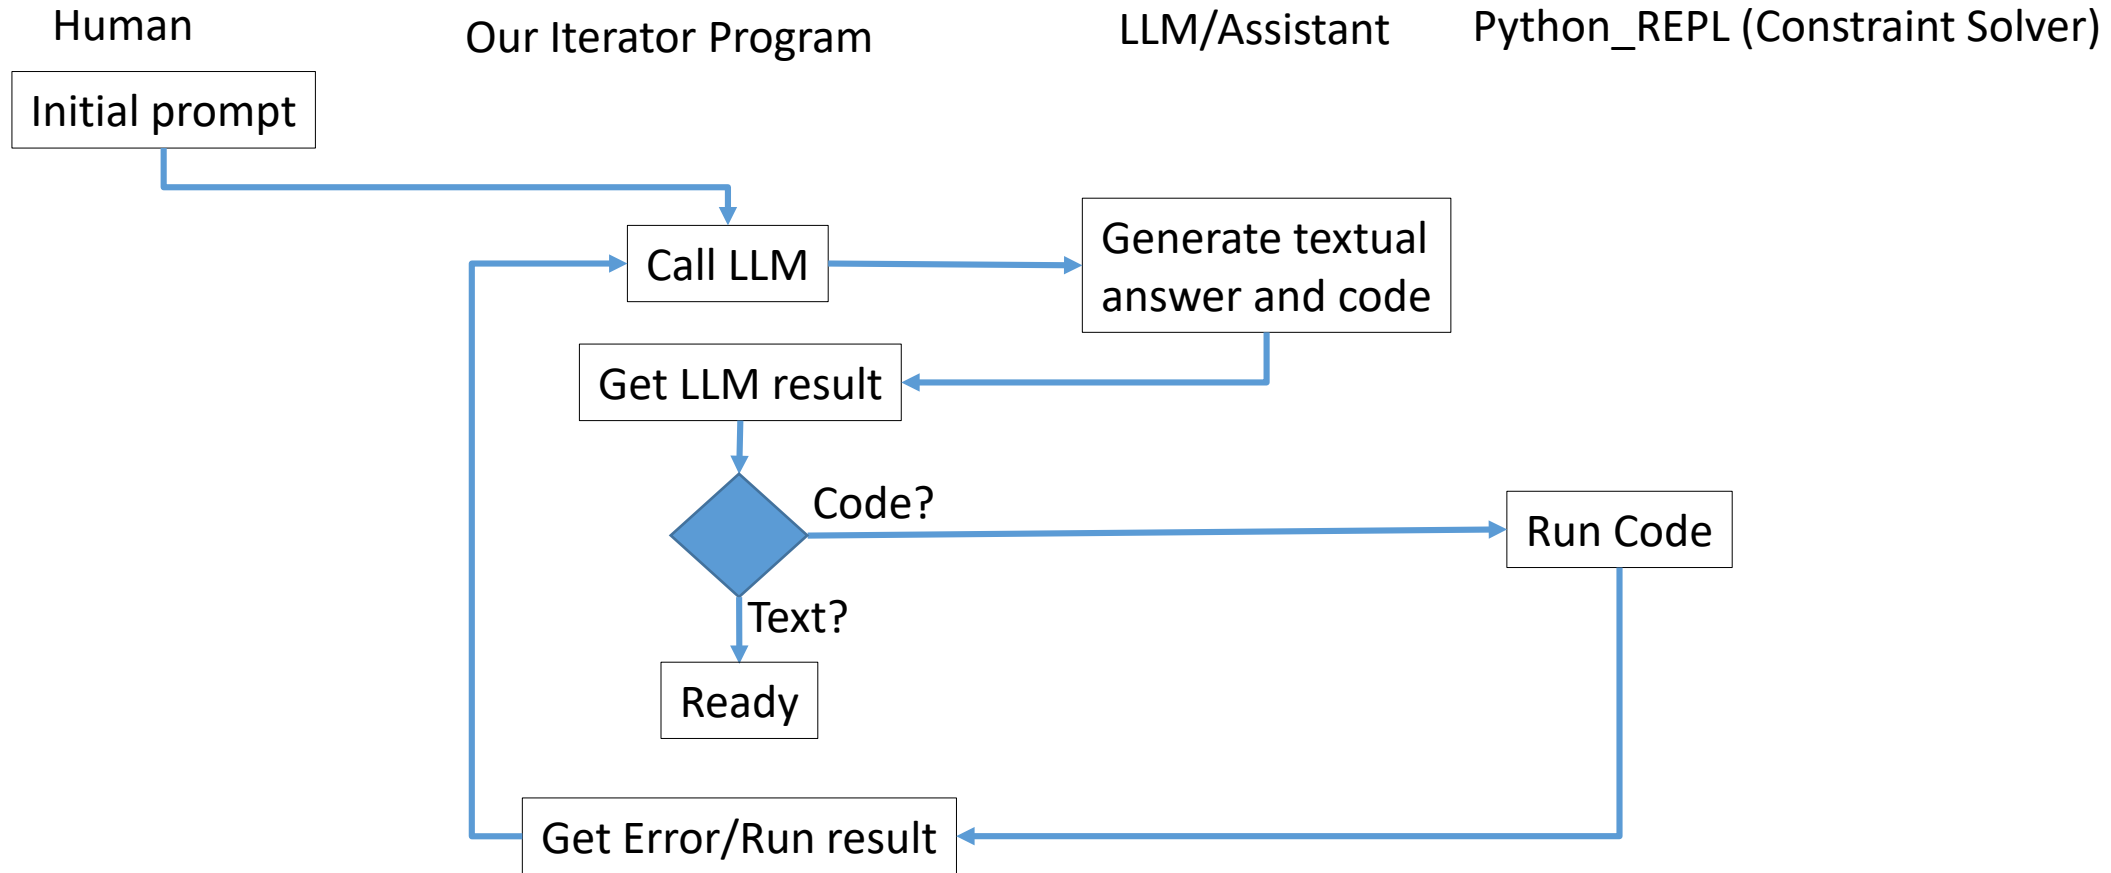 Human
Our Iterator Program
LLM/Assistant
Python_REPL (Constraint Solver)
Initial prompt
Call LLM
Generate textual
answer and code
Get LLM result
Code?
Run Code
Text?
Ready
Get Error/Run result